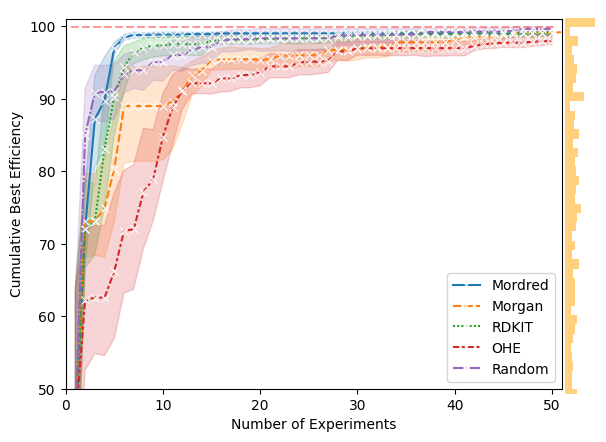 100
90
80
70
60
50
Cumulative Best Efficiency
Mordred
Morgan
RDKIT
OHE
Random
0
10
20
30
40
50
Number of Experiments